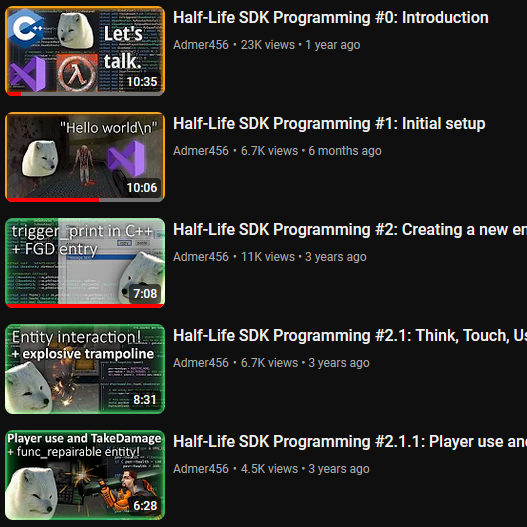 C++
Let's
talk.
10:35
Half-Life SDK Programming #0: Introduction
Admer456 • 23K views • 1 year ago
"Hello world\n"
10:06
Half-Life SDK Programming #1: Initial setup
Admer456 • 6.7K views • 6 months ago
trigger_print in C++
+ FGD entry
7:08
Half-Life SDK Programming #2: Creating a new en
Admer456 • 11K views • 3 years ago
Entity interaction!
+ explosive trampoline
8:31
Half-Life SDK Programming #2.1: Think, Touch, Us
Admer456 • 6.7K views • 3 years ago
Player use and TakeDamage
+ func_repairable entity!
6:28
Half-Life SDK Programming #2.1.1: Player use and
Admer456 • 4.5K views • 3 years ago